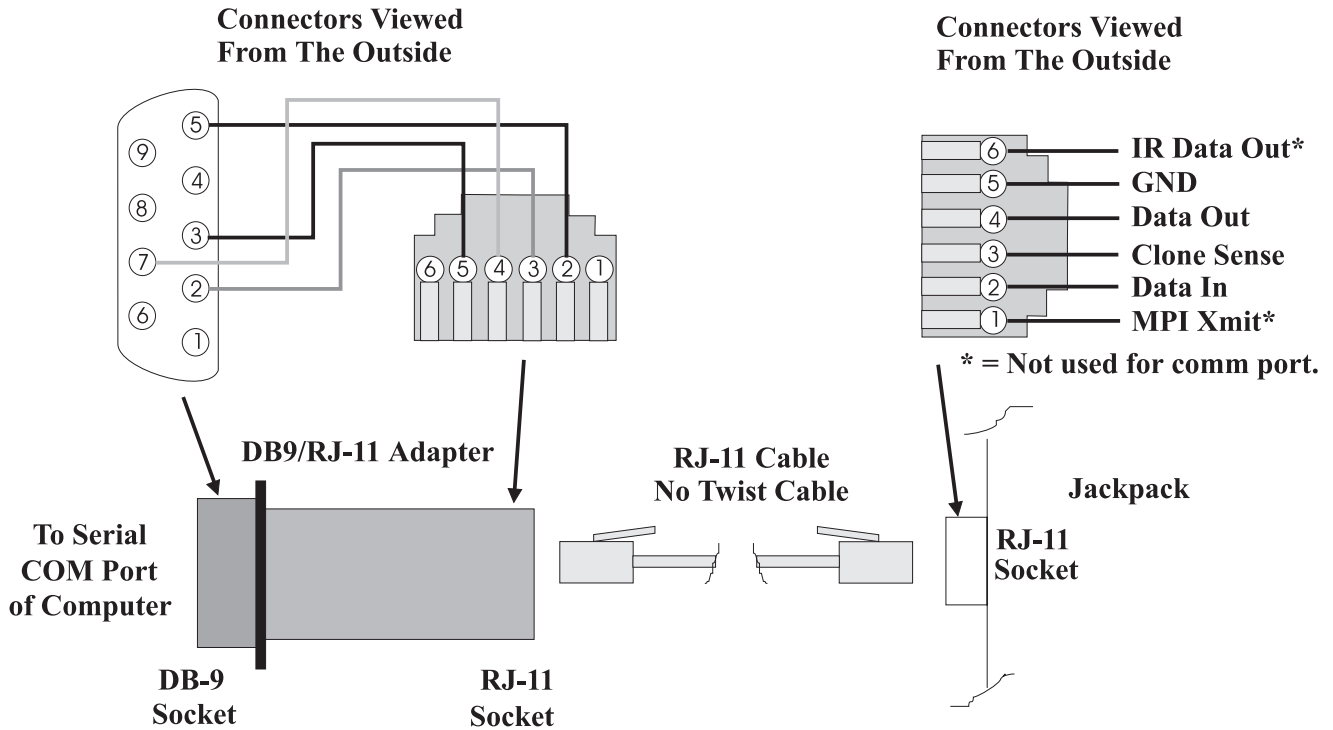 Connectors Viewed
From The Outside
5
9
4
8
3
7
2
6
1
6 5 4 3 2 1
Connectors Viewed
From The Outside
6 IR Data Out*
5 GND
4 Data Out
3 Clone Sense
2 Data In
1 MPI Xmit*
* = Not used for comm port.
DB9/RJ-11 Adapter
To Serial
COM Port
of Computer
DB-9
Socket
RJ-11
Socket
RJ-11 Cable
No Twist Cable
Jackpack
RJ-11
Socket